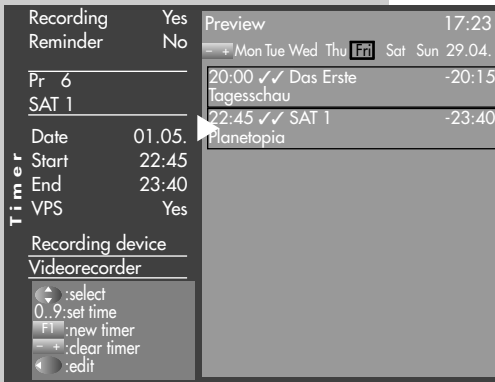 Recording Yes
Reminder No
Pr 6
SAT 1
Date 01.05.
Start 22:45
End 23:40
VPS Yes
Timer
Recording device
Videorecorder
:select
0..9:set time
F1 :new timer
- + :clear timer
:edit
Preview 17:23
- + Mon Tue Wed Thu Fri Sat Sun 29.04.
20:00 ✓✓ Das Erste -20:15
Tagesschau
22:45 ✓✓ SAT 1 -23:40
Planetopia